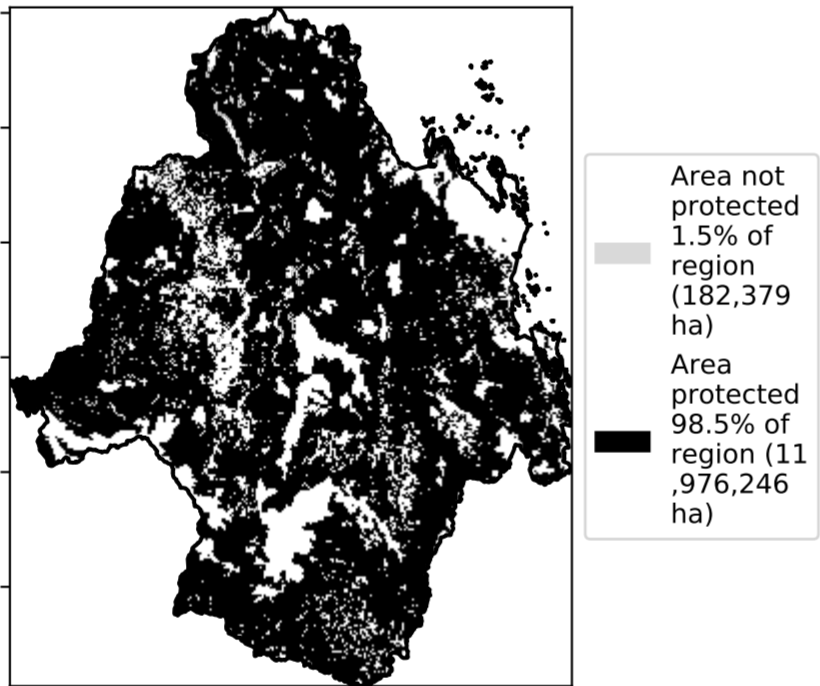 Area not
protected
1.5% of
region
(182,379
ha)
Area
protected
98.5% of
region (11
,976,246
ha)